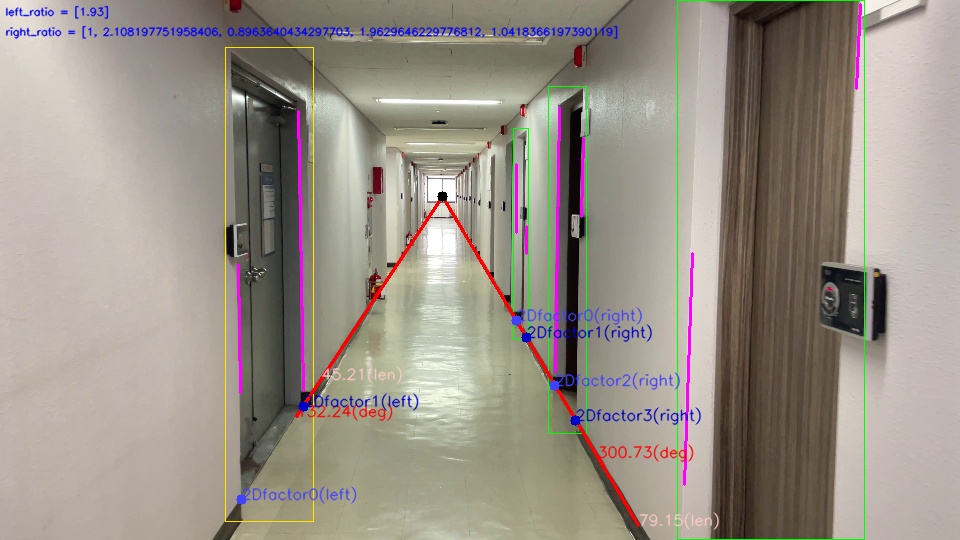 left_ratio = [1.93]
right_ratio = [1, 2.108197751958406, 0.8963640434297703, 1.9629646229776812, 1.0418366197390119]
2Dfactor0(right)
2Dfactor1(right)
45.21(len)
2Dfactor2(right)
2Dfactor1(left)
132.24(deg)
2Dfactor3(right)
300.73(deg)
2Dfactor0(left)
79.15(len)